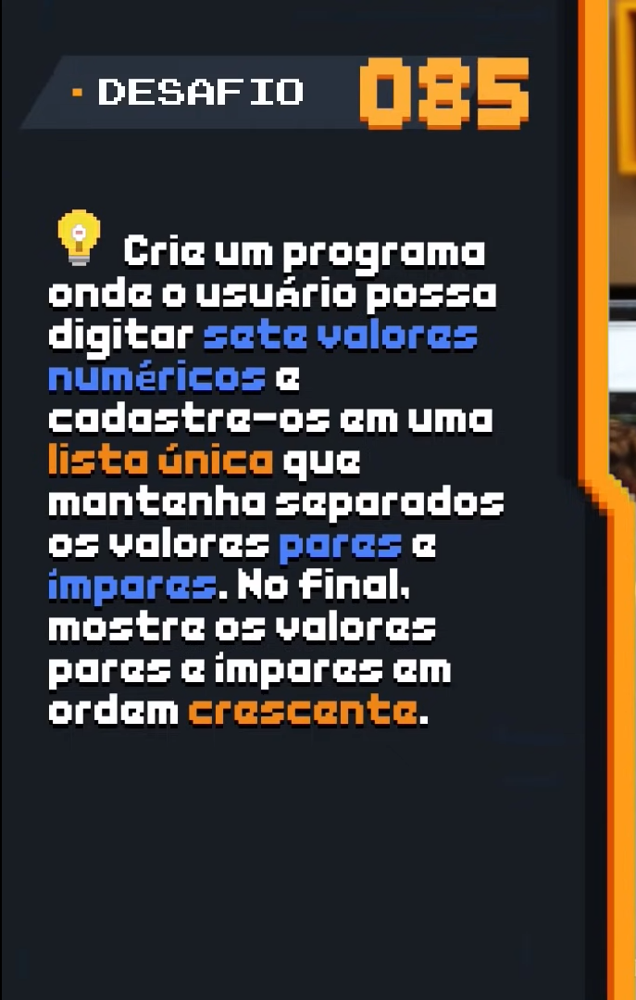 DESAFIO 085
Crie um programa
onde o usuário possa
digitar sete valores
numéricos e
cadastre-os em uma
lista única que
mantenha separados
os valores pares e
ímpares. No final,
mostre os valores
pares e ímpares em
ordem crescente.